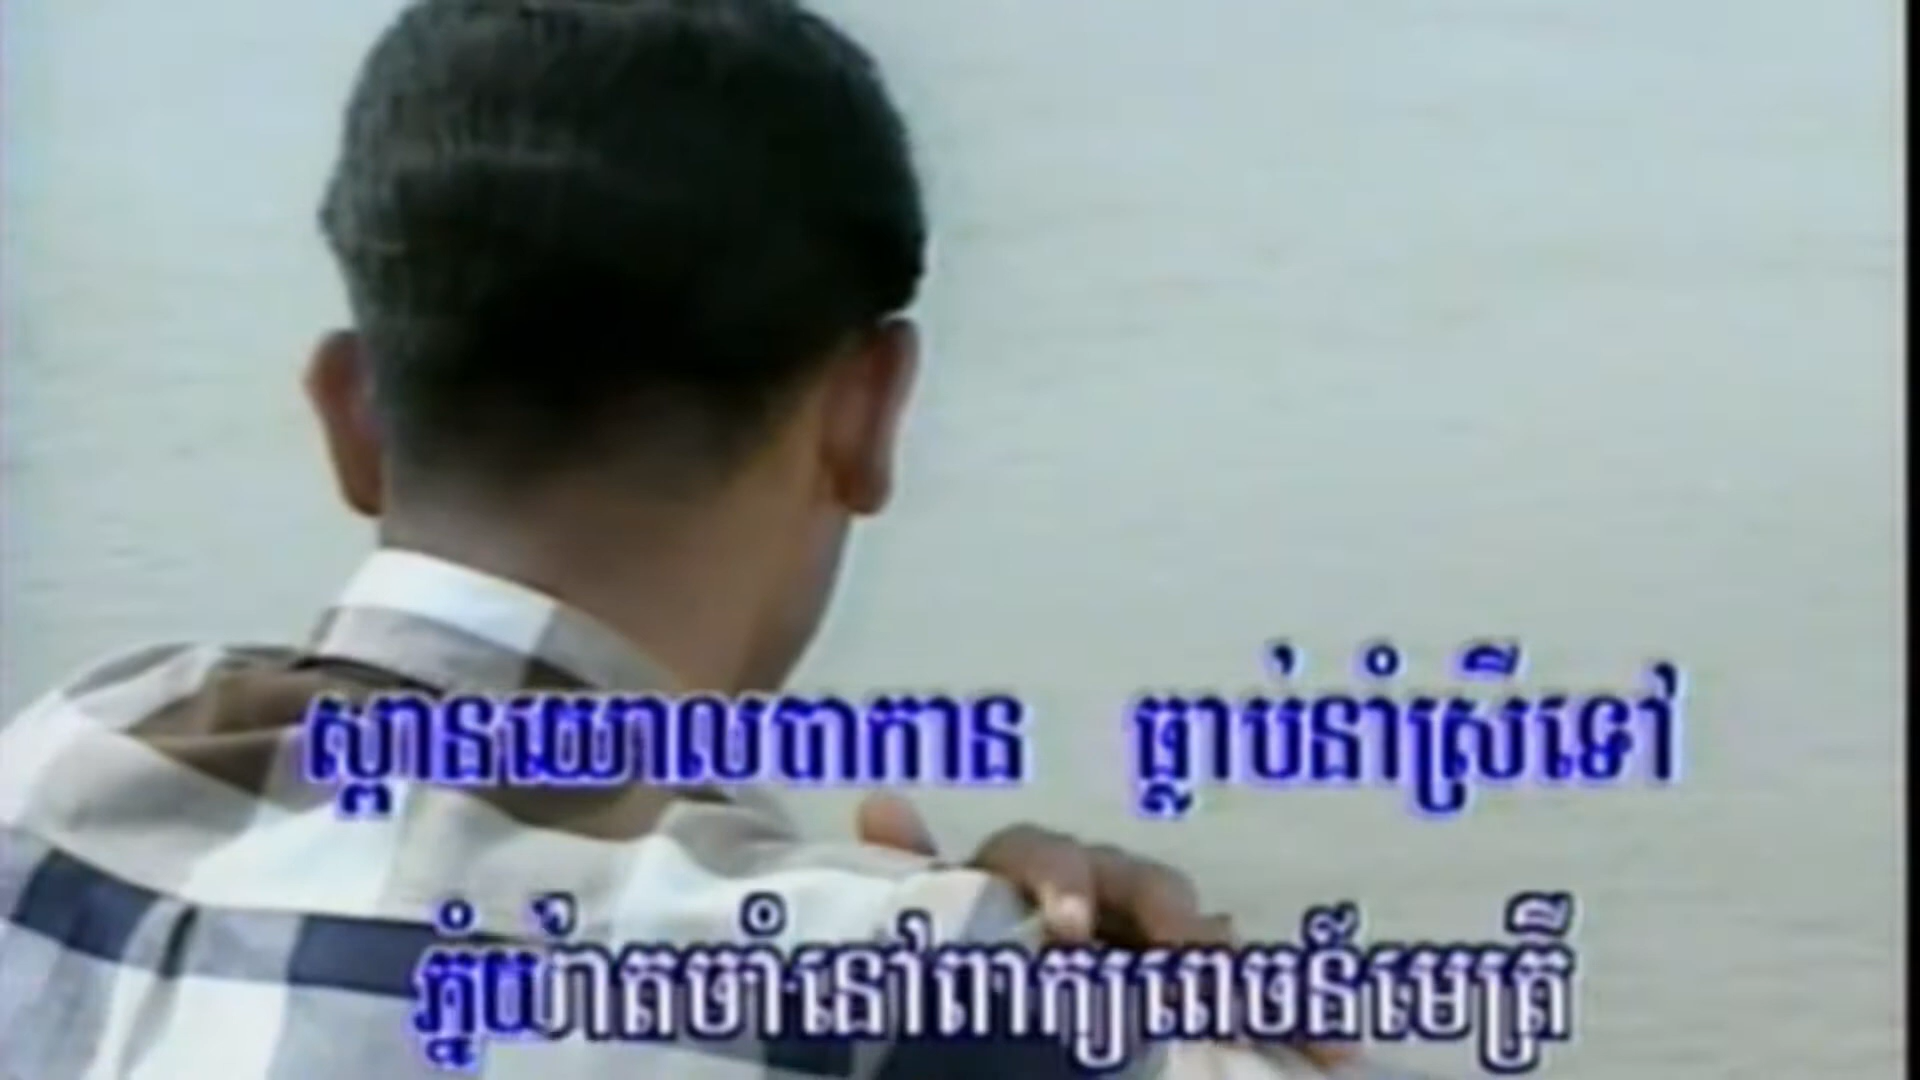 ស្ពានយោលបាកាន ធ្លាប់នាំស្រីទៅ
ភ្នំយ៉ាតចាំនៅពាក្យពេចន៍មេត្រី